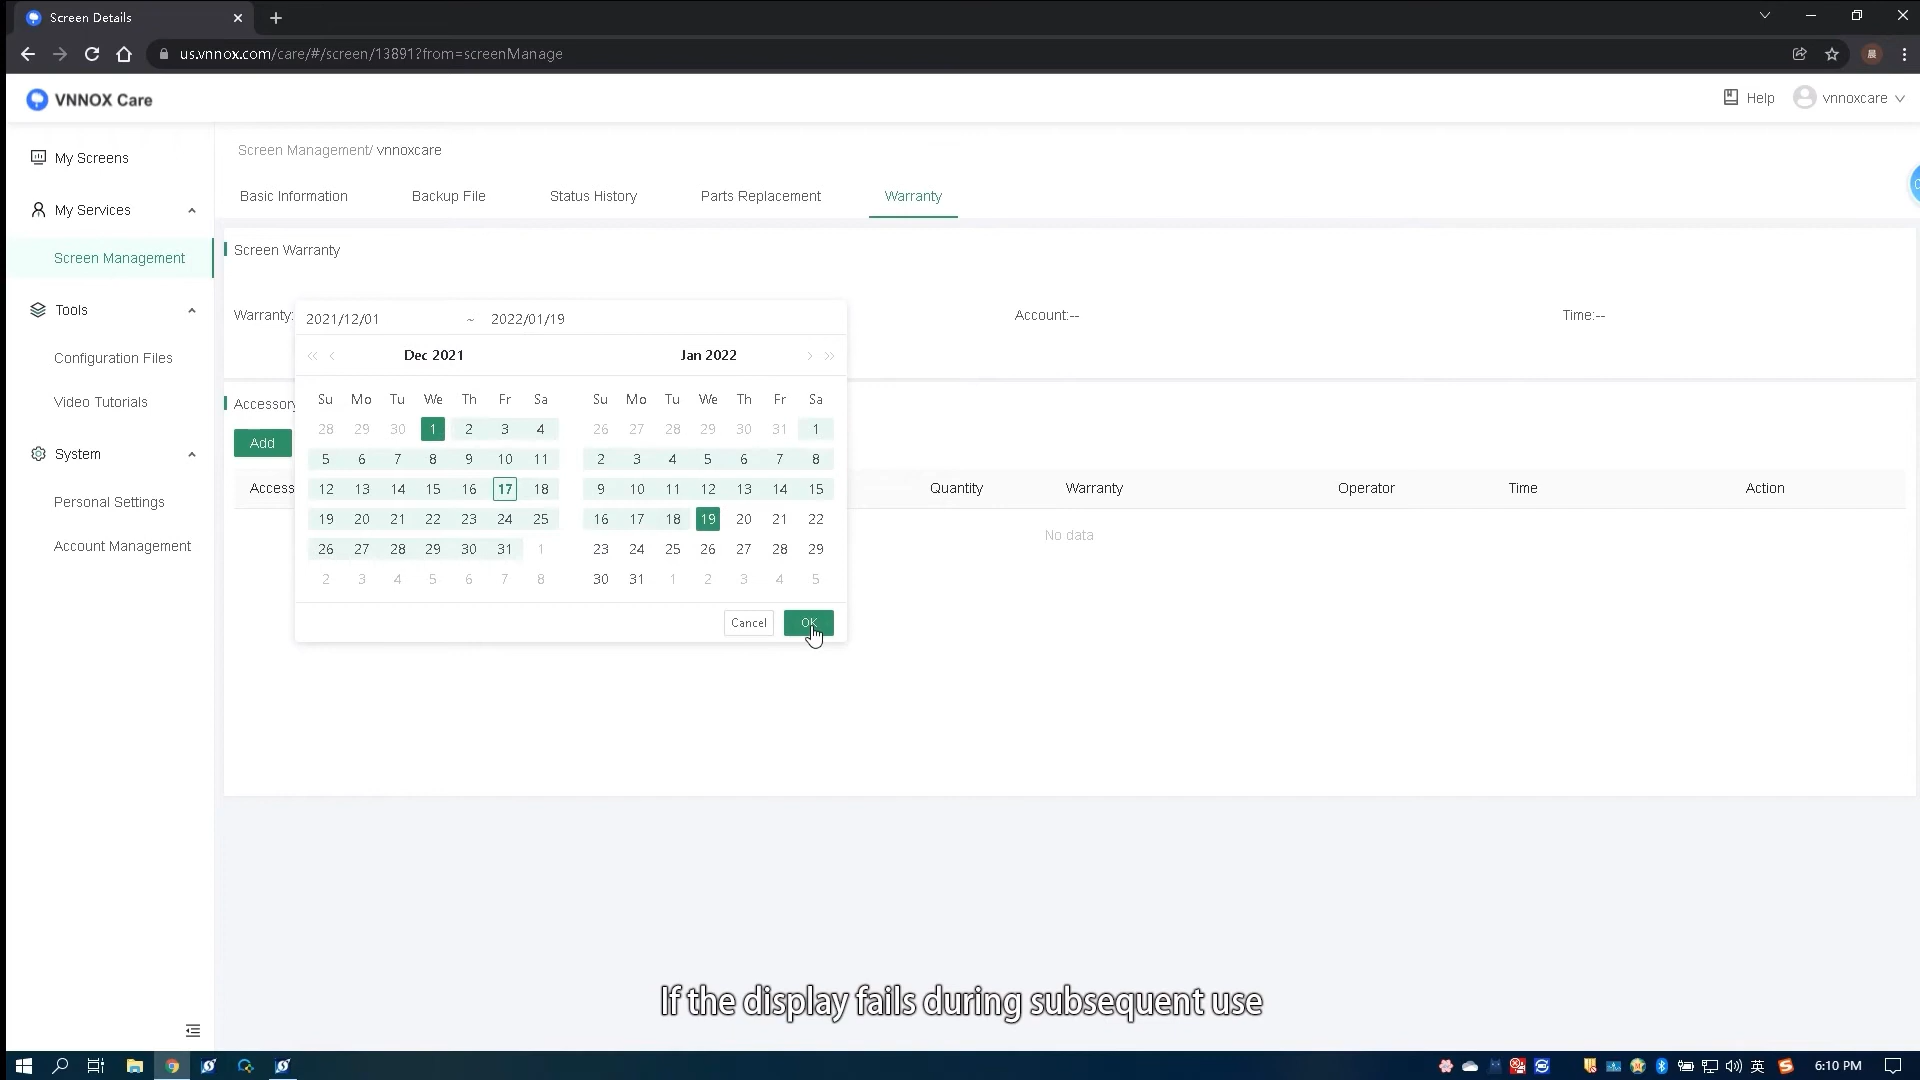 Screen Details
us.vnnox.com/care/#/screen/13891?from=screenManage
VNNOX Care
Help
vnnoxcare
My Screens
My Services
Screen Management
Tools
Configuration Files
Video Tutorials
System
Personal Settings
Account Management
Screen Management/ vnnoxcare
Basic Information Backup File Status History Parts Replacement Warranty
Screen Warranty
Warranty: Account:-- Time:--
2021/12/01 ~ 2022/01/19
« ‹ Dec 2021 Jan 2022 › »
Su Mo Tu We Th Fr Sa Su Mo Tu We Th Fr Sa
28 29 30 1 2 3 4 26 27 28 29 30 31 1
5 6 7 8 9 10 11 2 3 4 5 6 7 8
12 13 14 15 16 17 18 9 10 11 12 13 14 15
19 20 21 22 23 24 25 16 17 18 19 20 21 22
26 27 28 29 30 31 1 23 24 25 26 27 28 29
2 3 4 5 6 7 8 30 31 1 2 3 4 5
Cancel OK
Accessory
Add
Access Quantity Warranty Operator Time Action
No data
If the display fails during subsequent use
英
6:10 PM